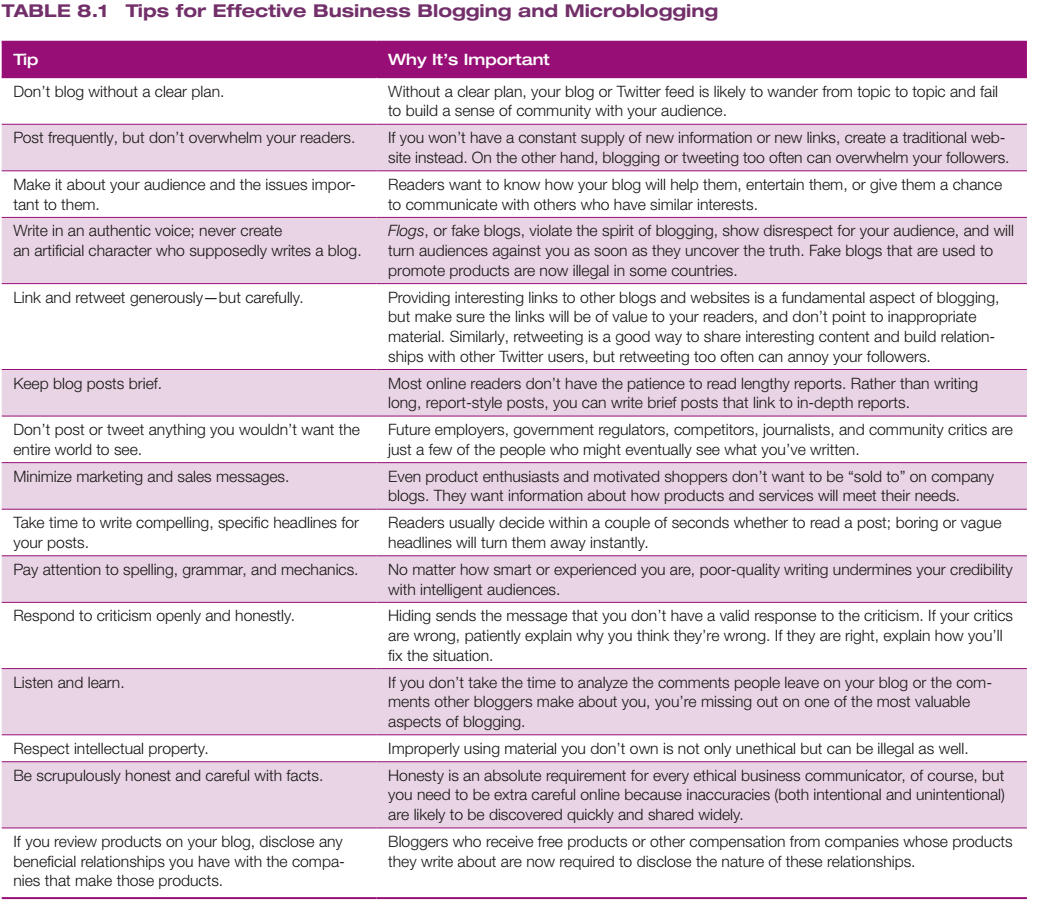 TABLE 8.1 Tips for Effective Business Blogging and Microblogging
Tip
Why It's Important
Don't blog without a clear plan.
Without a clear plan, your blog or Twitter feed is likely to wander from topic to topic and fail
to build a sense of community with your audience.
Post frequently, but don't overwhelm your readers.
If you won't have a constant supply of new information or new links, create a traditional web-
site instead. On the other hand, blogging or tweeting too often can overwhelm your followers.
Make it about your audience and the issues impor-
tant to them.
Readers want to know how your blog will help them, entertain them, or give them a chance
to communicate with others who have similar interests.
Write in an authentic voice; never create
an artificial character who supposedly writes a blog.
Flogs, or fake blogs, violate the spirit of blogging, show disrespect for your audience, and will
turn audiences against you as soon as they uncover the truth. Fake blogs that are used to
promote products are now illegal in some countries.
Link and retweet generously—but carefully.
Providing interesting links to other blogs and websites is a fundamental aspect of blogging,
but make sure the links will be of value to your readers, and don't point to inappropriate
material. Similarly, retweeting is a good way to share interesting content and build relation-
ships with other Twitter users, but retweeting too often can annoy your followers.
Keep blog posts brief.
Most online readers don't have the patience to read lengthy reports. Rather than writing
long, report-style posts, you can write brief posts that link to in-depth reports.
Don't post or tweet anything you wouldn't want the
entire world to see.
Future employers, government regulators, competitors, journalists, and community critics are
just a few of the people who might eventually see what you've written.
Minimize marketing and sales messages.
Even product enthusiasts and motivated shoppers don't want to be "sold to" on company
blogs. They want information about how products and services will meet their needs.
Take time to write compelling, specific headlines for
your posts.
Readers usually decide within a couple of seconds whether to read a post; boring or vague
headlines will turn them away instantly.
Pay attention to spelling, grammar, and mechanics.
No matter how smart or experienced you are, poor-quality writing undermines your credibility
with intelligent audiences.
Respond to criticism openly and honestly.
Hiding sends the message that you don't have a valid response to the criticism. If your critics
are wrong, patiently explain why you think they're wrong. If they are right, explain how you'll
fix the situation.
Listen and learn.
If you don't take the time to analyze the comments people leave on your blog or the com-
ments other bloggers make about you, you're missing out on one of the most valuable
aspects of blogging.
Respect intellectual property.
Improperly using material you don't own is not only unethical but can be illegal as well.
Be scrupulously honest and careful with facts.
Honesty is an absolute requirement for every ethical business communicator, of course, but
you need to be extra careful online because inaccuracies (both intentional and unintentional)
are likely to be discovered quickly and shared widely.
If you review products on your blog, disclose any
beneficial relationships you have with the compa-
nies that make those products.
Bloggers who receive free products or other compensation from companies whose products
they write about are now required to disclose the nature of these relationships.